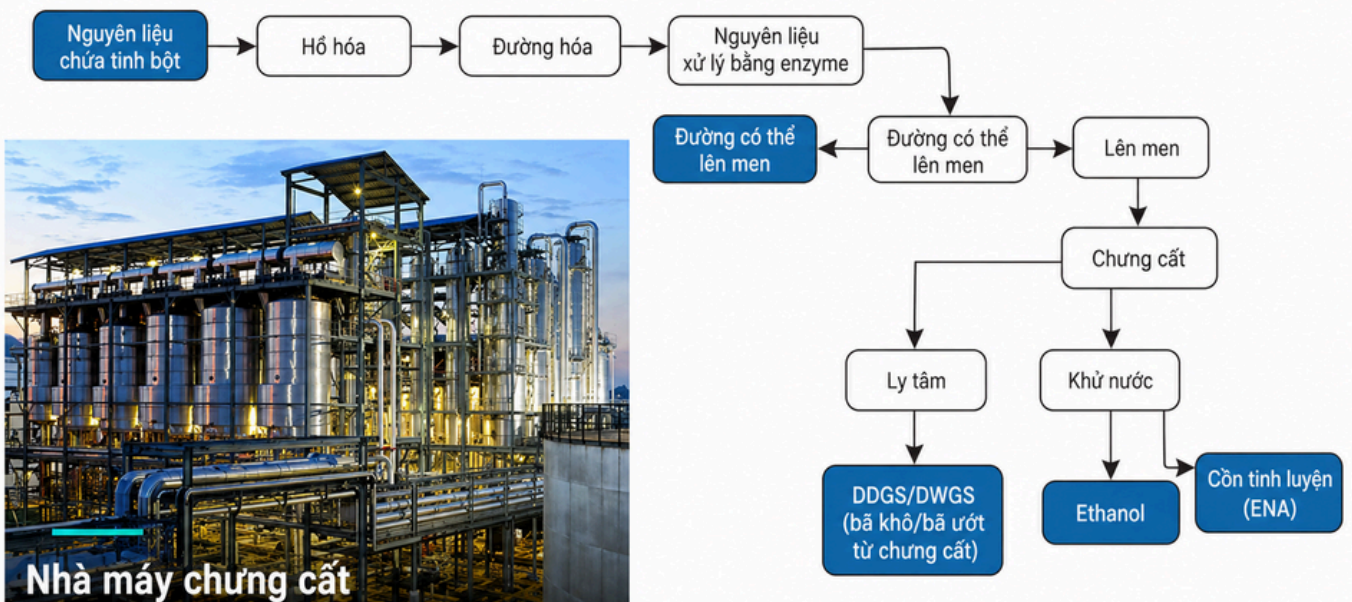 Nguyên liệu
chứa tinh bột
Hồ hóa
Đường hóa
Nguyên liệu
xử lý bằng enzyme
Đường có thể
lên men
Đường có thể
lên men
Lên men
Chưng cất
Ly tâm
Khử nước
DDGS/DWGS
(bã khô/bã ướt
từ chưng cất)
Ethanol
Cồn tinh luyện
(ENA)
Nhà máy chưng cất